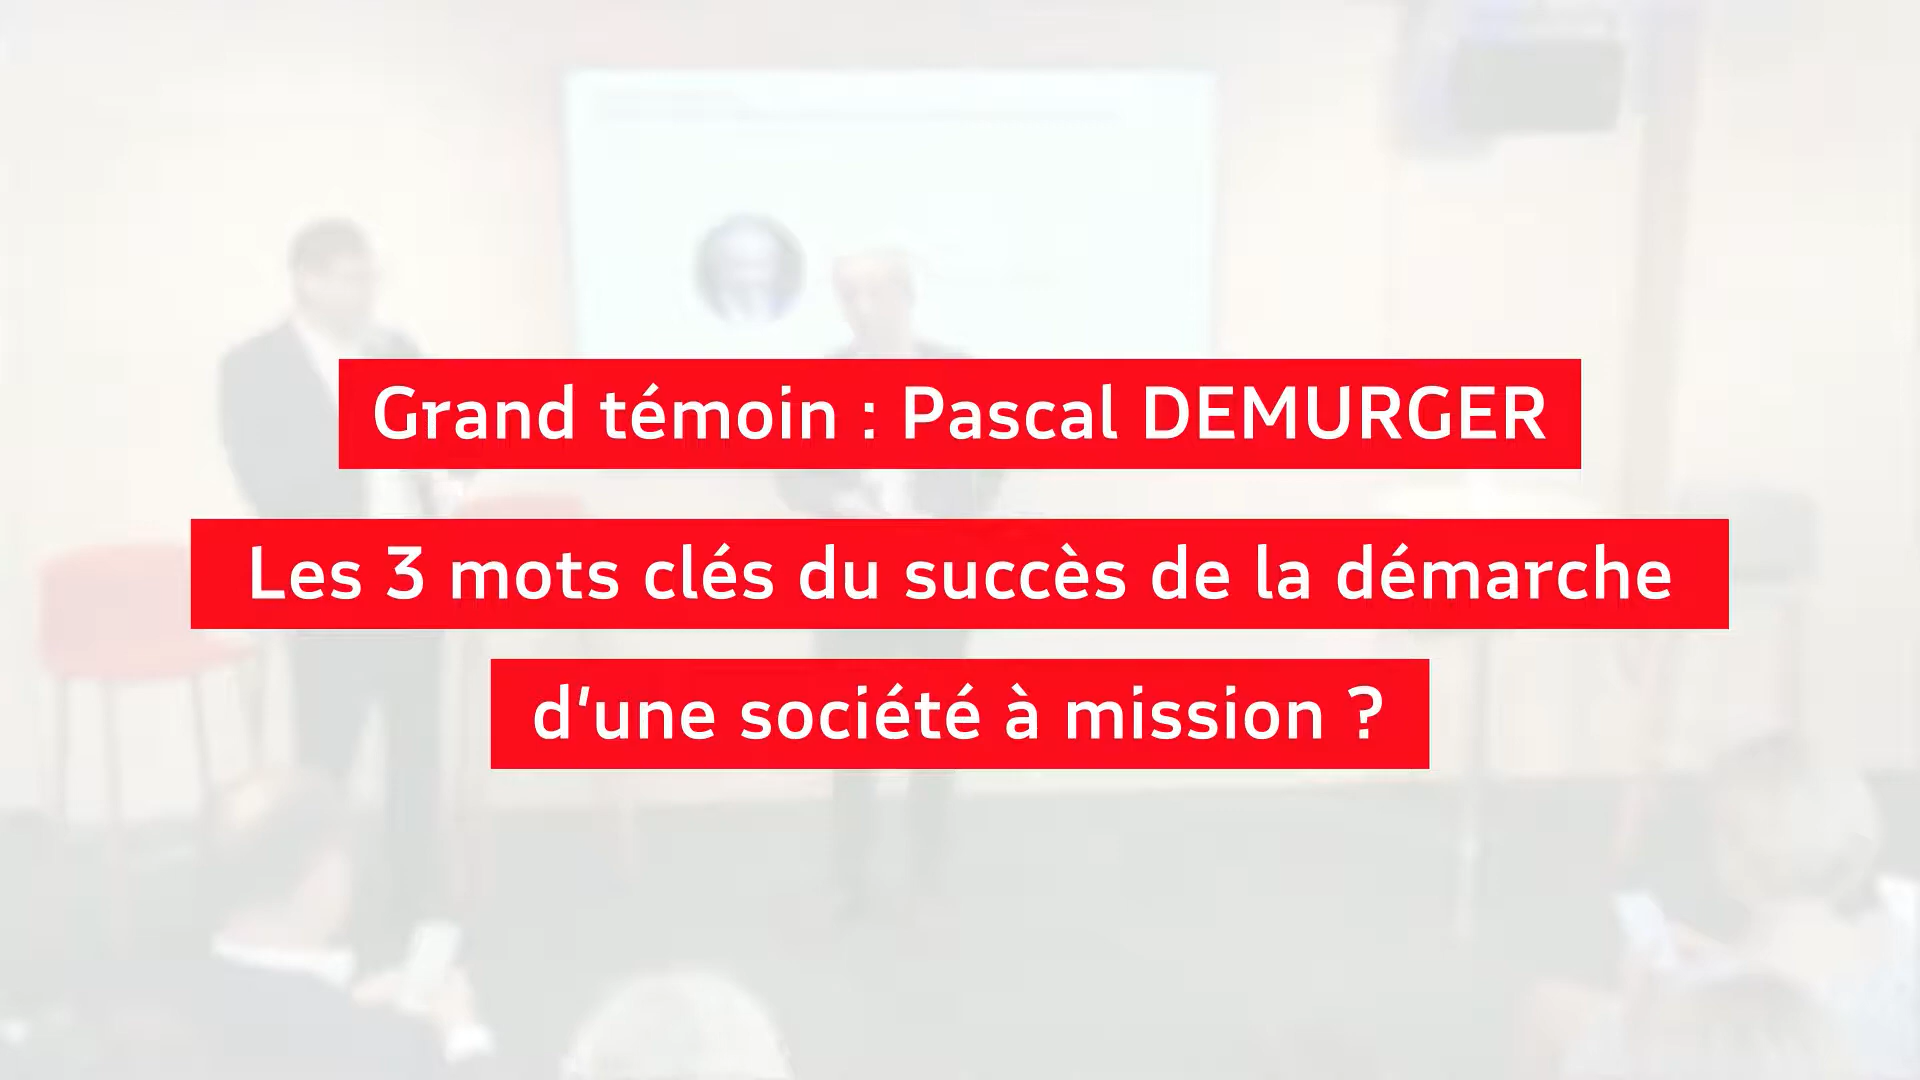 Grand témoin : Pascal DEMURGER
Les 3 mots clés du succès de la démarche
d'une société à mission ?